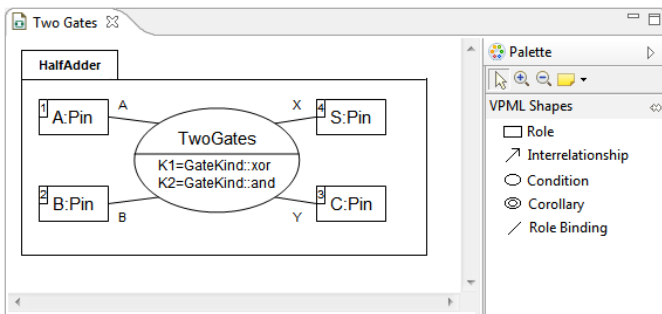 Two Gates
HalfAdder
1
A:Pin
A
X
4
S:Pin
TwoGates
K1=GateKind::xor
K2=GateKind::and
2
B:Pin
B
Y
3
C:Pin
Palette
VPML Shapes
Role
Interrelationship
Condition
Corollary
Role Binding